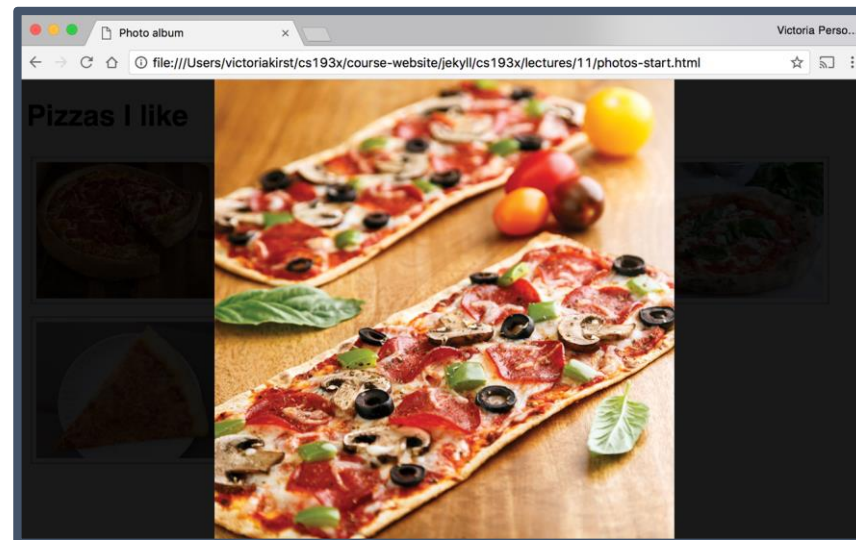 Photo album
Victoria Perso...
file:///Users/victoriakirst/cs193x/course-website/jekyll/cs193x/lectures/11/photos-start.html
Pizzas I like